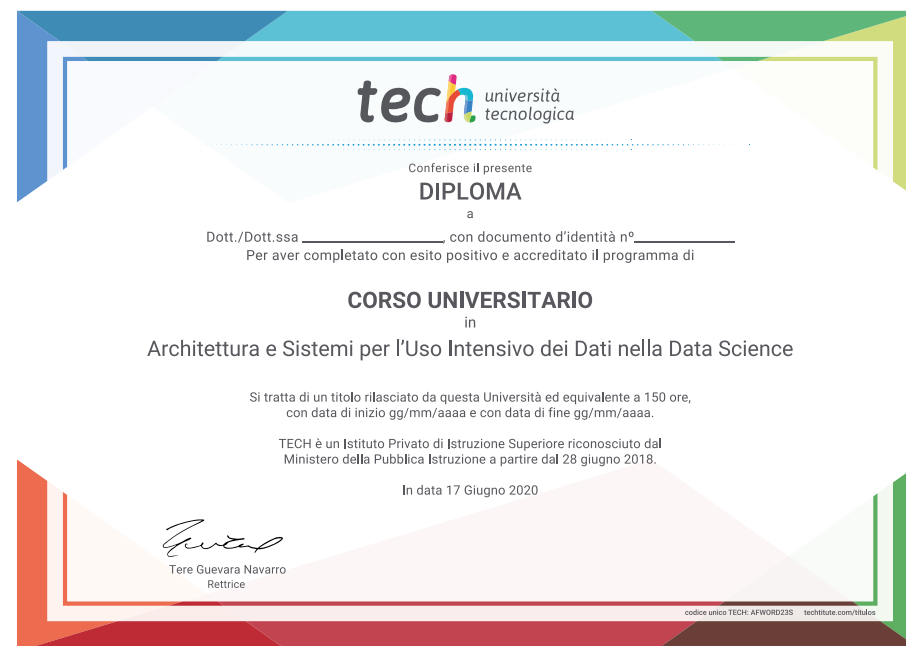 tech università
tecnologica
Conferisce il presente
DIPLOMA
a
Dott./Dott.ssa ____________________, con documento d'identità nº______________
Per aver completato con esito positivo e accreditato il programma di
CORSO UNIVERSITARIO
in
Architettura e Sistemi per l'Uso Intensivo dei Dati nella Data Science
Si tratta di un titolo rilasciato da questa Università ed equivalente a 150 ore,
con data di inizio gg/mm/aaaa e con data di fine gg/mm/aaaa.
TECH è un Istituto Privato di Istruzione Superiore riconosciuto dal
Ministero della Pubblica Istruzione a partire dal 28 giugno 2018.
In data 17 Giugno 2020
Tere Guevara Navarro
Rettrice
codice unico TECH: AFWORD23S techtitute.com/titulos